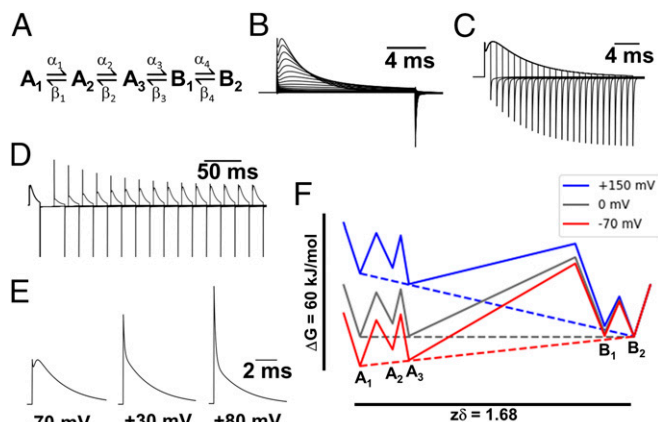 A
α₁ α₂ α₃ α₄
A₁ ⇌ A₂ ⇌ A₃ ⇌ B₁ ⇌ B₂
β₁ β₂ β₃ β₄
B
4 ms
C
4 ms
D
50 ms
E
2 ms
70 mV +30 mV +80 mV
F
+150 mV
0 mV
-70 mV
ΔG = 60 kJ/mol
A₁ A₂ A₃ B₁ B₂
zδ = 1.68